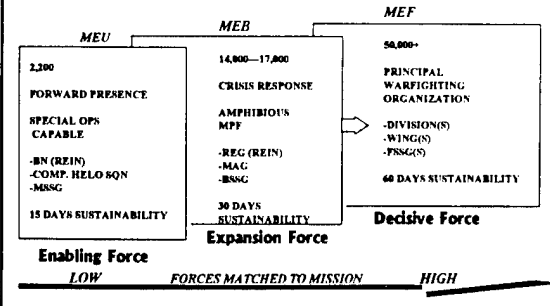 MEU
2,200
FORWARD PRESENCE
SPECIAL OPS
CAPABLE
-BN (REIN)
-COMP. HELO SQN
-MSSG
15 DAYS SUSTAINABILITY
Enabling Force
MEB
14,000—17,000
CRISIS RESPONSE
AMPHIBIOUS
MPF
-REG (REIN)
-MAG
-BSSG
30 DAYS
SUSTAINABILITY
Expansion Force
MEF
50,000+
PRINCIPAL
WARFIGHTING
ORGANIZATION
-DIVISION(S)
-WING(S)
-FSSG(S)
60 DAYS SUSTAINABILITY
Decisive Force
LOW FORCES MATCHED TO MISSION HIGH